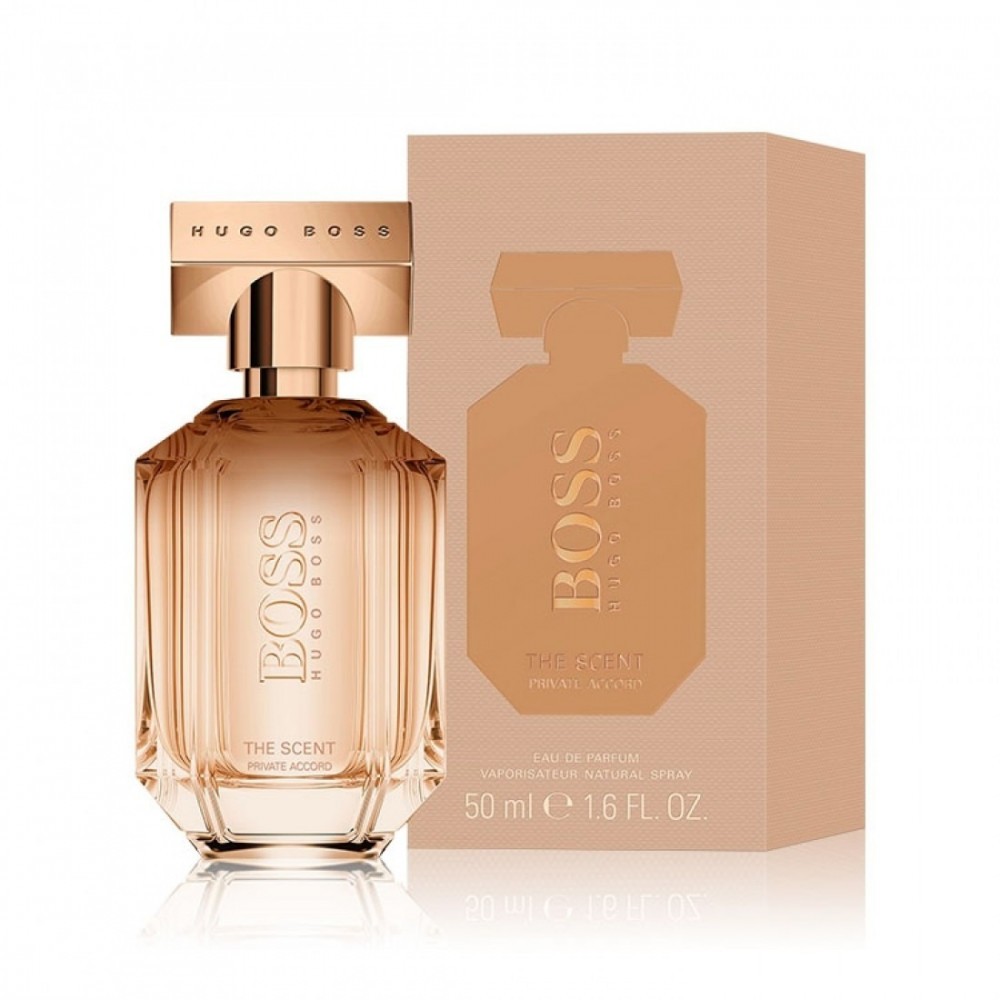 HUGO BOSS
BOSS
HUGO BOSS
THE SCENT
PRIVATE ACCORD
BOSS
HUGO BOSS
THE SCENT
PRIVATE ACCORD
EAU DE PARFUM
VAPORISATEUR NATURAL SPRAY
50 ml ℮ 1.6 FL. OZ.